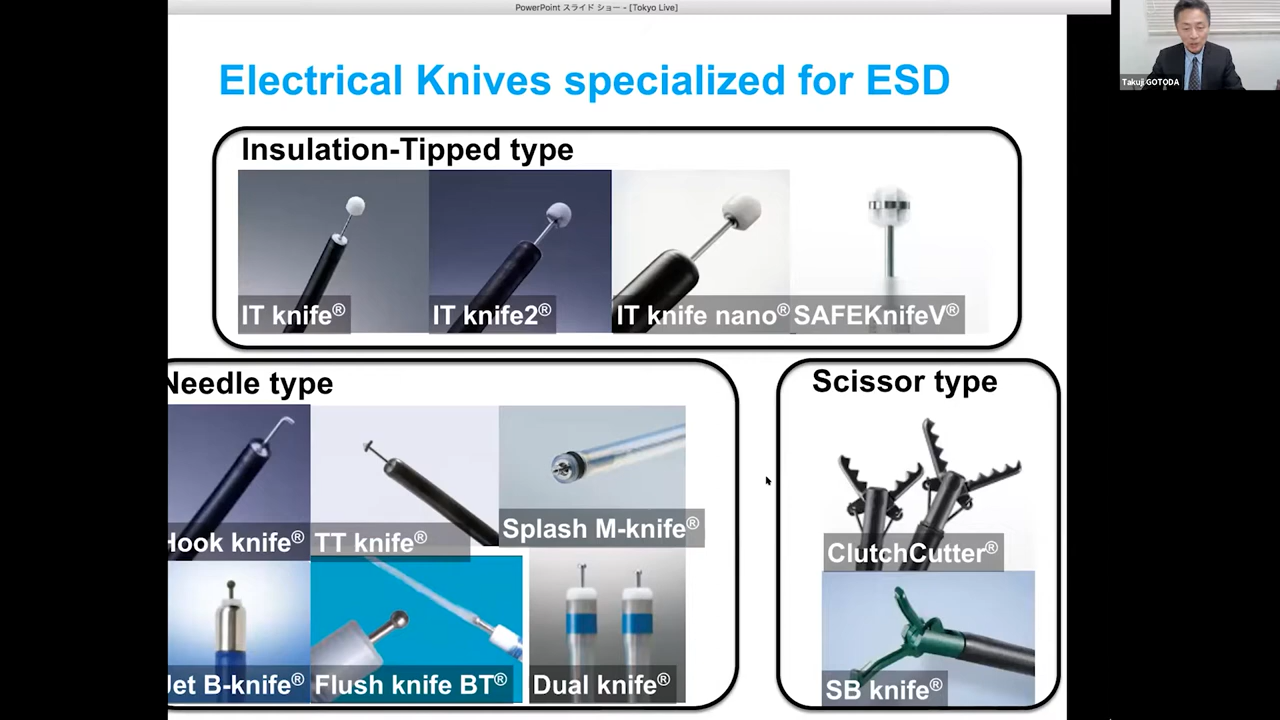 PowerPoint スライド ショー - [Tokyo Live]
Takuji GOTODA
Electrical Knives specialized for ESD
Insulation-Tipped type
IT knife®
IT knife2®
IT knife nano®
SAFEKnifeV®
Needle type
Hook knife®
TT knife®
Splash M-knife®
Jet B-knife®
Flush knife BT®
Dual knife®
Scissor type
ClutchCutter®
SB knife®